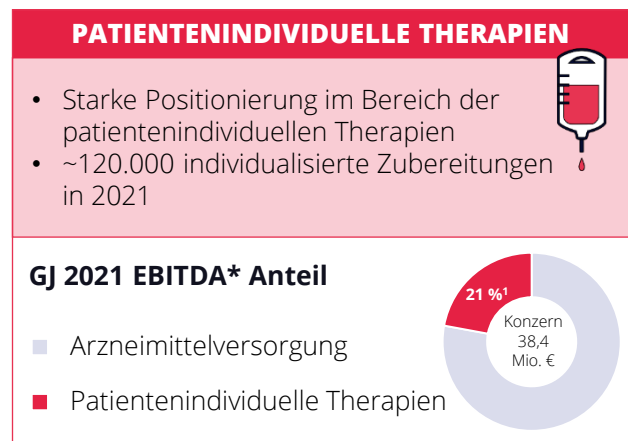 PATIENTENINDIVIDUELLE THERAPIEN
• Starke Positionierung im Bereich der
patientenindividuellen Therapien
• ~120.000 individualisierte Zubereitungen
in 2021
GJ 2021 EBITDA* Anteil
Arzneimittelversorgung
Patientenindividuelle Therapien
21 %¹
Konzern
38,4
Mio. €